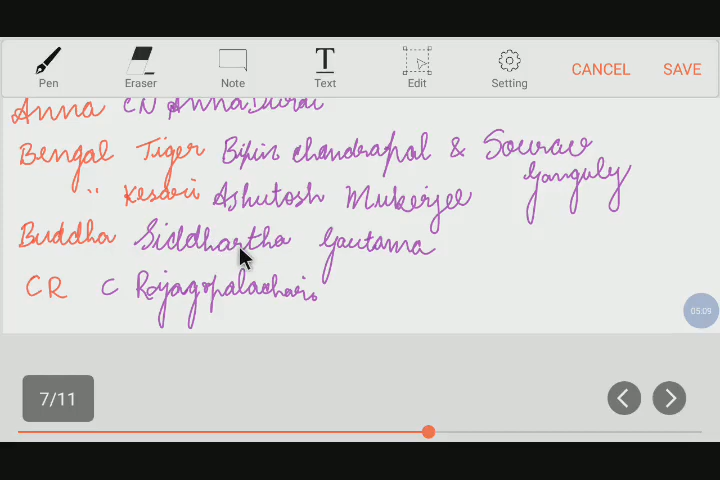 Pen Eraser Note Text Edit Setting CANCEL SAVE
Anna CN Annadurai
Bengal Tiger Bipin Chandrapal & Sourav Ganguly
" Kesari Ashutosh Mukerjee
Buddha Siddhartha Gautama
CR C Rajagopalachari
05:09
7/11